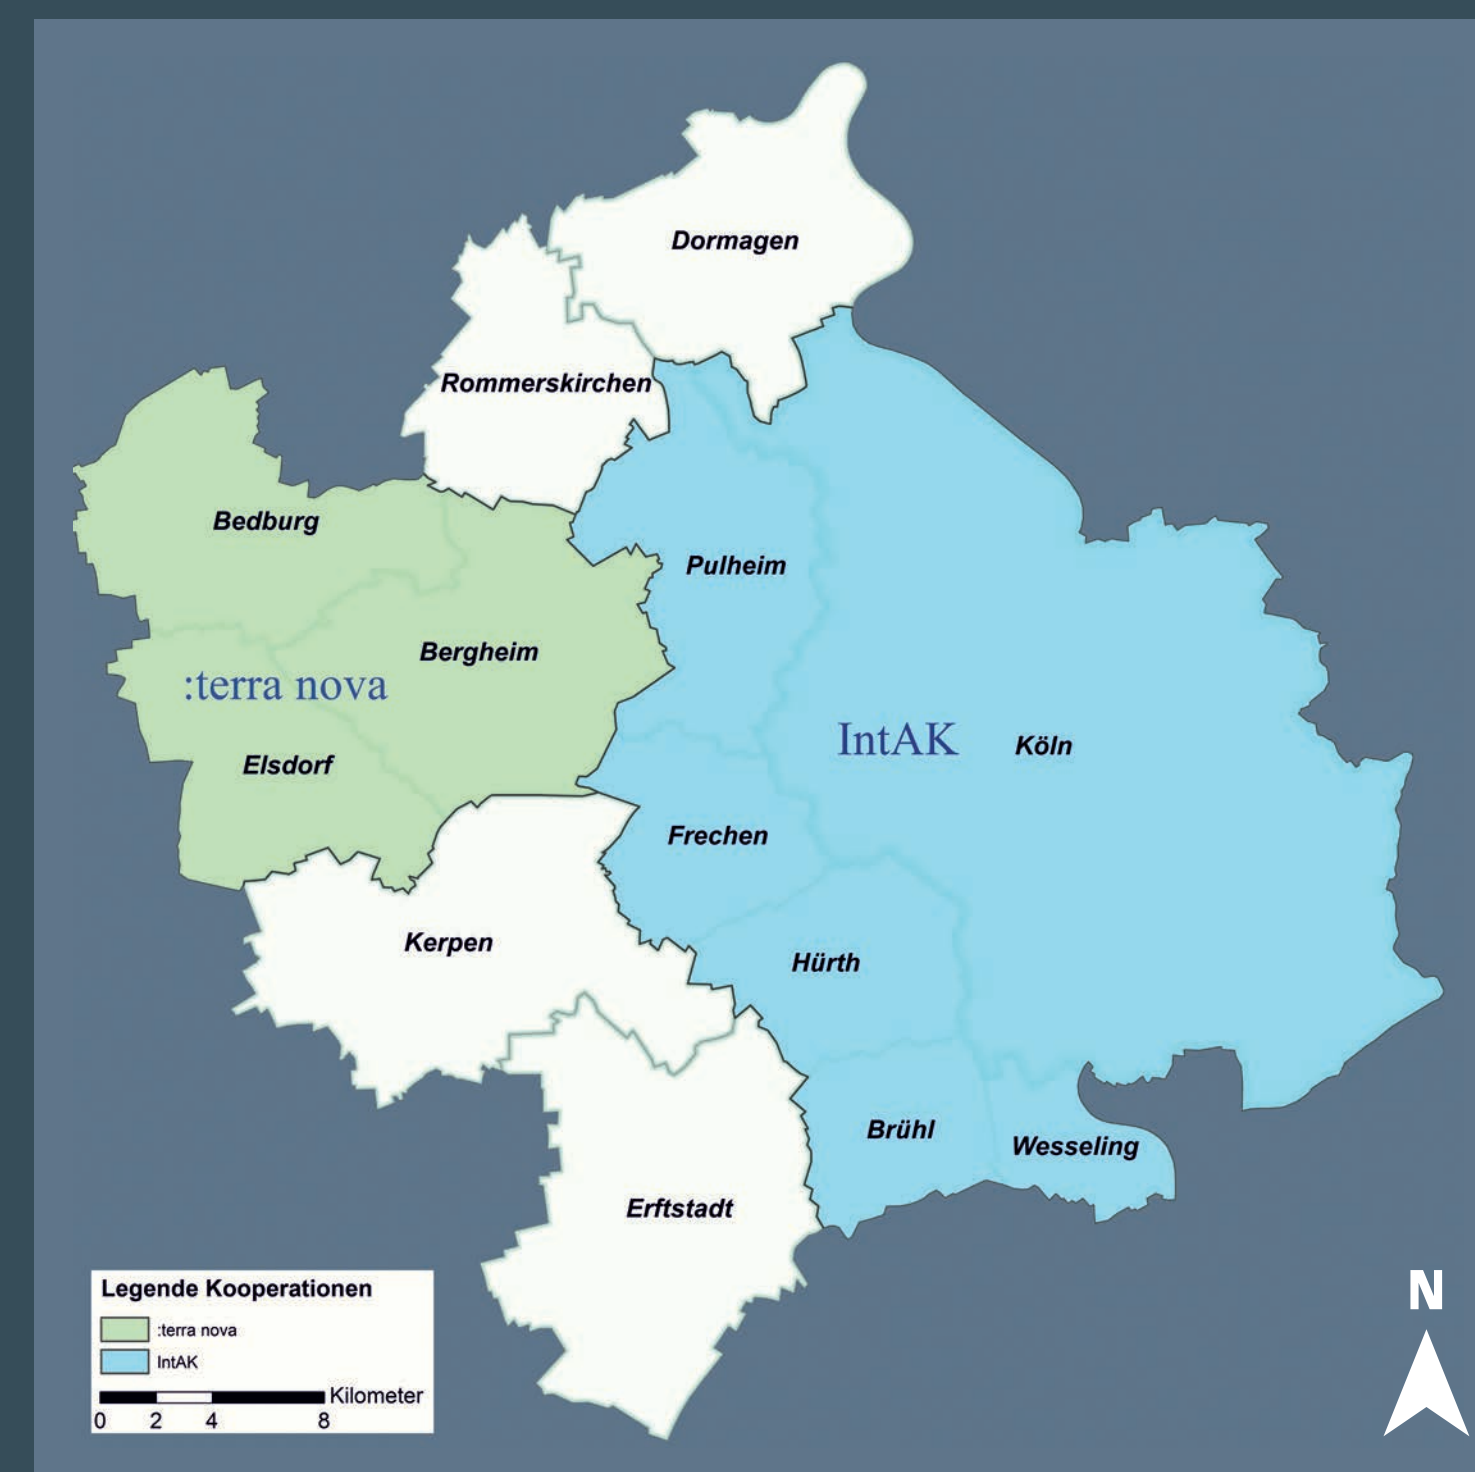 Dormagen
Rommerskirchen
Bedburg
Pulheim
Bergheim
:terra nova
IntAK
Köln
Elsdorf
Frechen
Kerpen
Hürth
Brühl
Wesseling
Erftstadt
Legende Kooperationen
:terra nova
IntAK
Kilometer
0 2 4 8
N